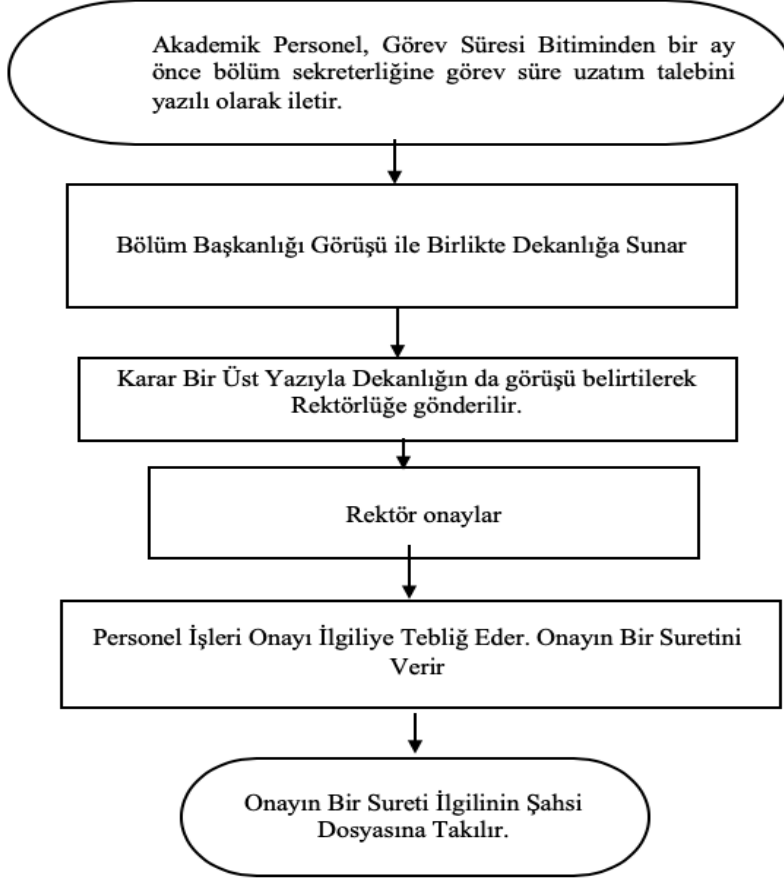 Akademik Personel, Görev Süresi Bitiminden bir ay
önce bölüm sekreterliğine görev süre uzatım talebini
yazılı olarak iletir.
Bölüm Başkanlığı Görüşü ile Birlikte Dekanlığa Sunar
Karar Bir Üst Yazıyla Dekanlığın da görüşü belirtilerek
Rektörlüğe gönderilir.
Rektör onaylar
Personel İşleri Onayı İlgiliye Tebliğ Eder. Onayın Bir Suretini
Verir
Onayın Bir Sureti İlgilinin Şahsi
Dosyasına Takılır.